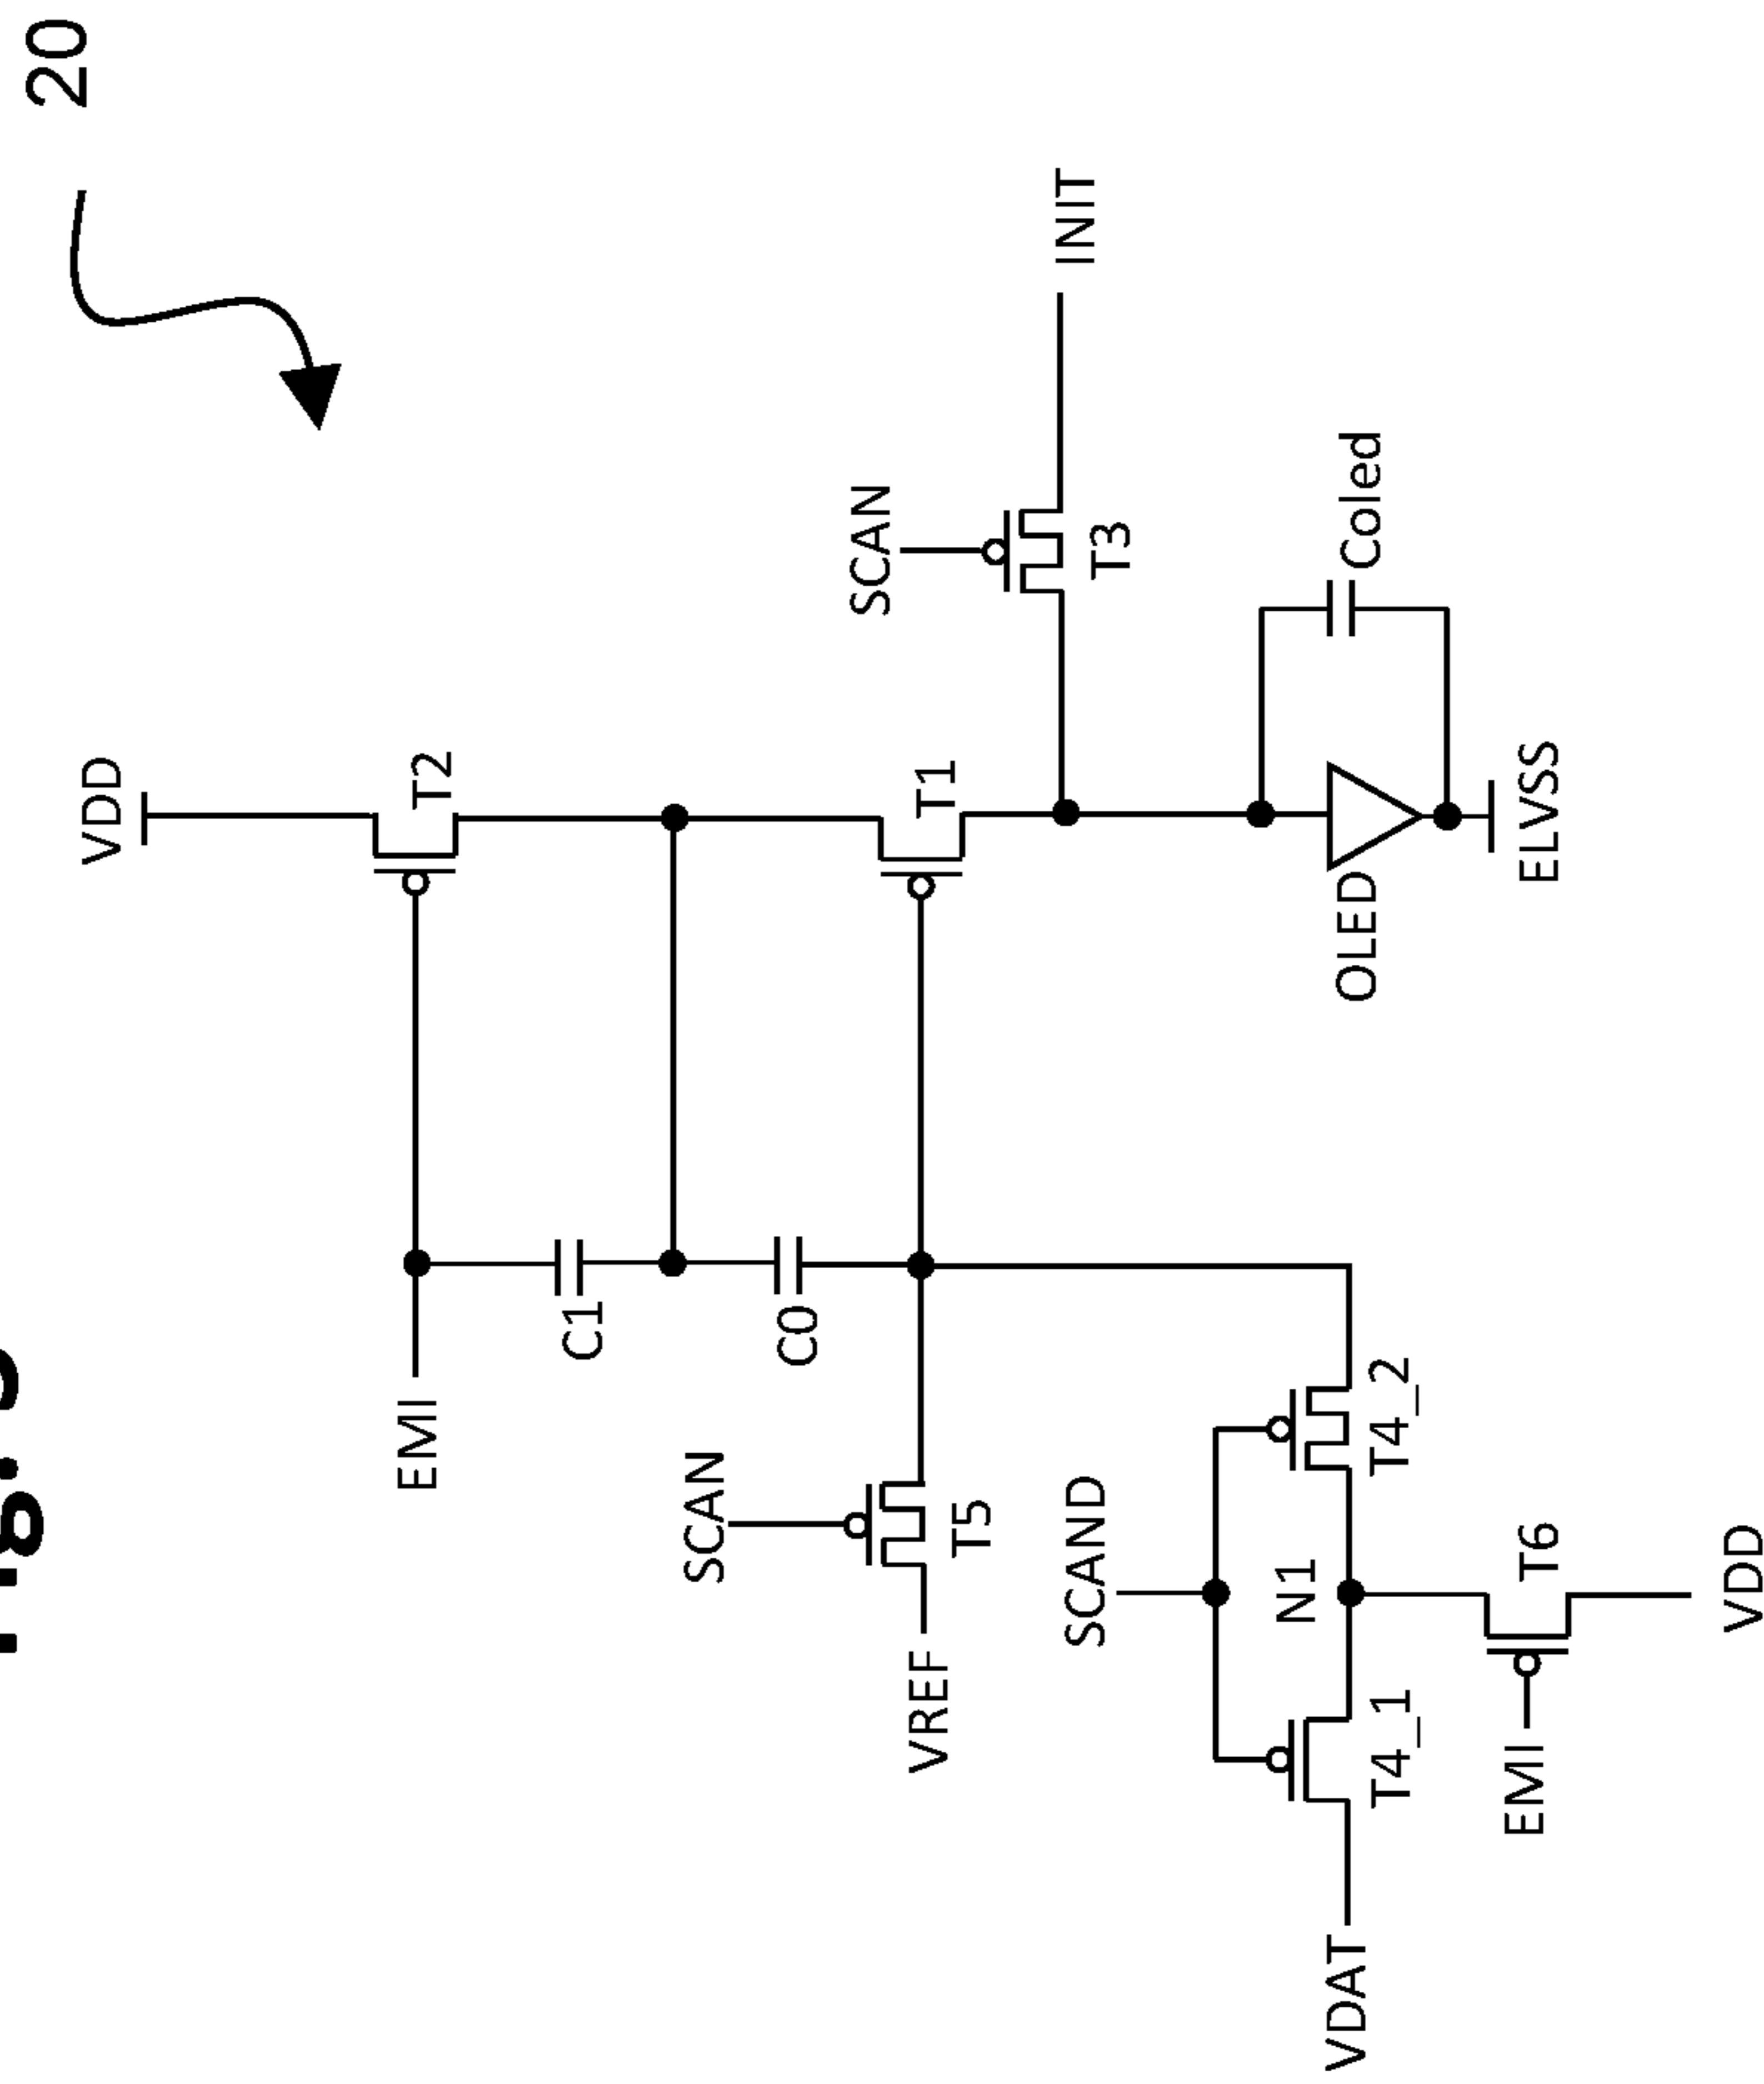 20
VDD
EMI
T2
C1
SCAN
C0
SCAN
VREF
T5
T1
SCAND
INIT
T3
N1
VDAT
T4_1
T4_2
OLED
Coled
EMI
T6
ELVSS
VDD